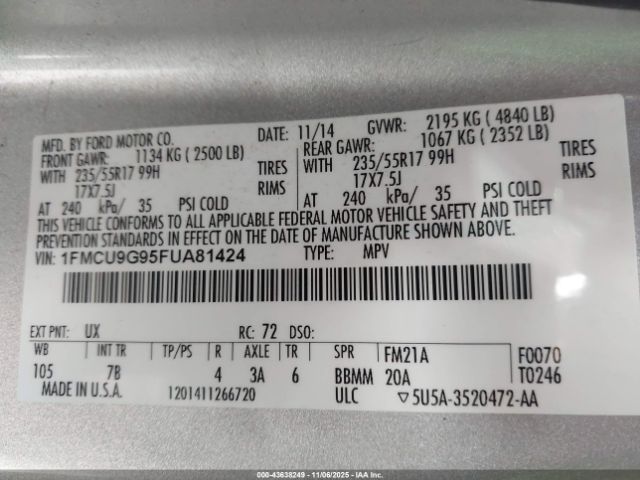 MFD. BY FORD MOTOR CO. DATE: 11/14 GVWR: 2195 KG ( 4840 LB)
FRONT GAWR: 1134 KG ( 2500 LB) REAR GAWR: 1067 KG ( 2352 LB)
WITH 235/55R17 99H TIRES WITH 235/55R17 99H TIRES
17X7.5J RIMS 17X7.5J RIMS
AT 240 kPa/ 35 PSI COLD AT 240 kPa/ 35 PSI COLD
THIS VEHICLE CONFORMS TO ALL APPLICABLE FEDERAL MOTOR VEHICLE SAFETY AND THEFT
PREVENTION STANDARDS IN EFFECT ON THE DATE OF MANUFACTURE SHOWN ABOVE.
VIN: 1FMCU9G95FUA81424 TYPE: MPV
EXT PNT: UX RC: 72 DSO:
WB INT TR TP/PS R AXLE TR SPR FM21A F0070
105 7B 4 3A 6 BBMM 20A T0246
MADE IN U.S.A. 1201411266720 ULC ▽5U5A-3520472-AA
000-43638249 - 11/06/2025 - IAA Inc.